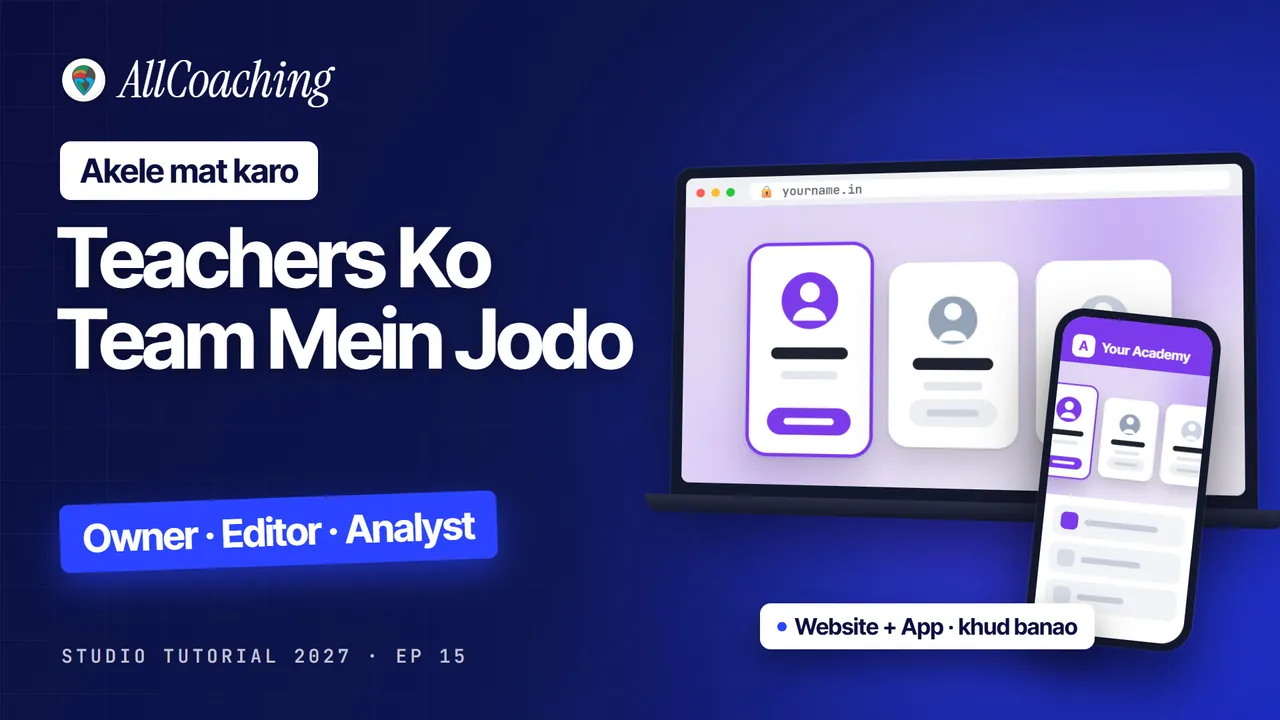 AllCoaching
Akele mat karo
Teachers Ko
Team Mein Jodo
Owner · Editor · Analyst
STUDIO TUTORIAL 2027 · EP 15
yourname.in
A Your Academy
Website + App · khud banao